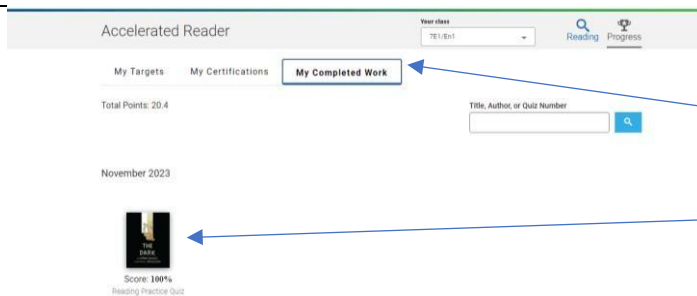 Accelerated Reader
Your class
7E1/En1
Reading
Progress
My Targets
My Certifications
My Completed Work
Total Points: 20.4
Title, Author, or Quiz Number
November 2023
THE
DARK
Score: 100%
Reading Practice Quiz